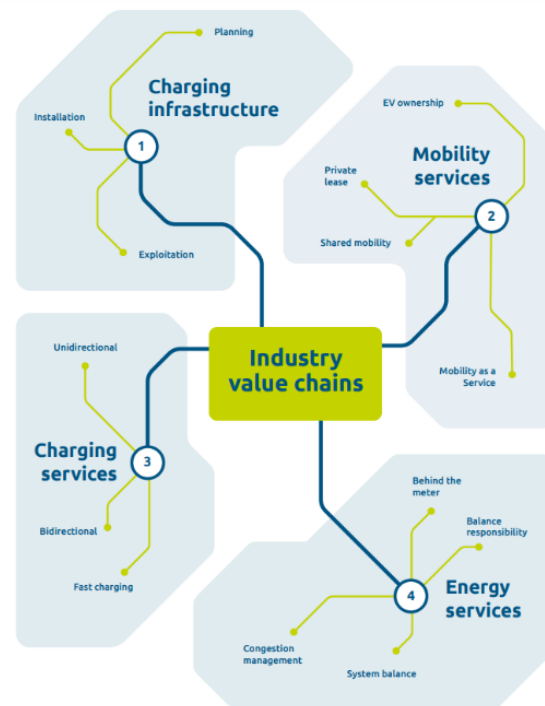 Planning
Charging
infrastructure
Installation
1
Exploitation
EV ownership
Mobility
services
Private
lease
2
Shared mobility
Mobility as a
Service
Industry
value chains
Unidirectional
Charging
services
3
Bidirectional
Fast charging
Behind the
meter
Balance
responsibility
4
Energy
services
Congestion
management
System balance